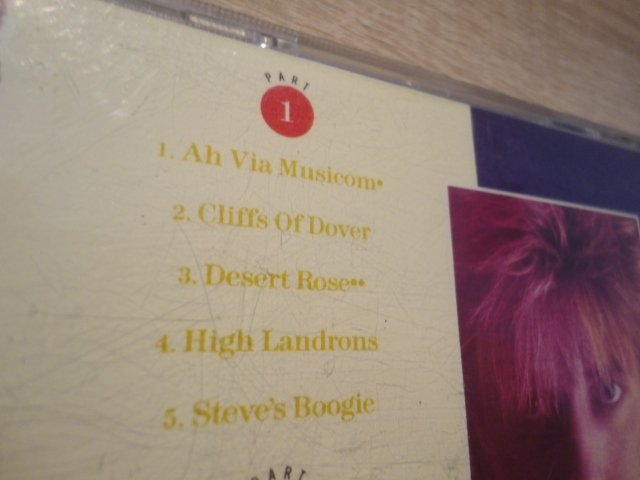 PART
1
1. Ah Via Musicom•
2. Cliffs Of Dover
3. Desert Rose••
4. High Landrons
5. Steve's Boogie
PART